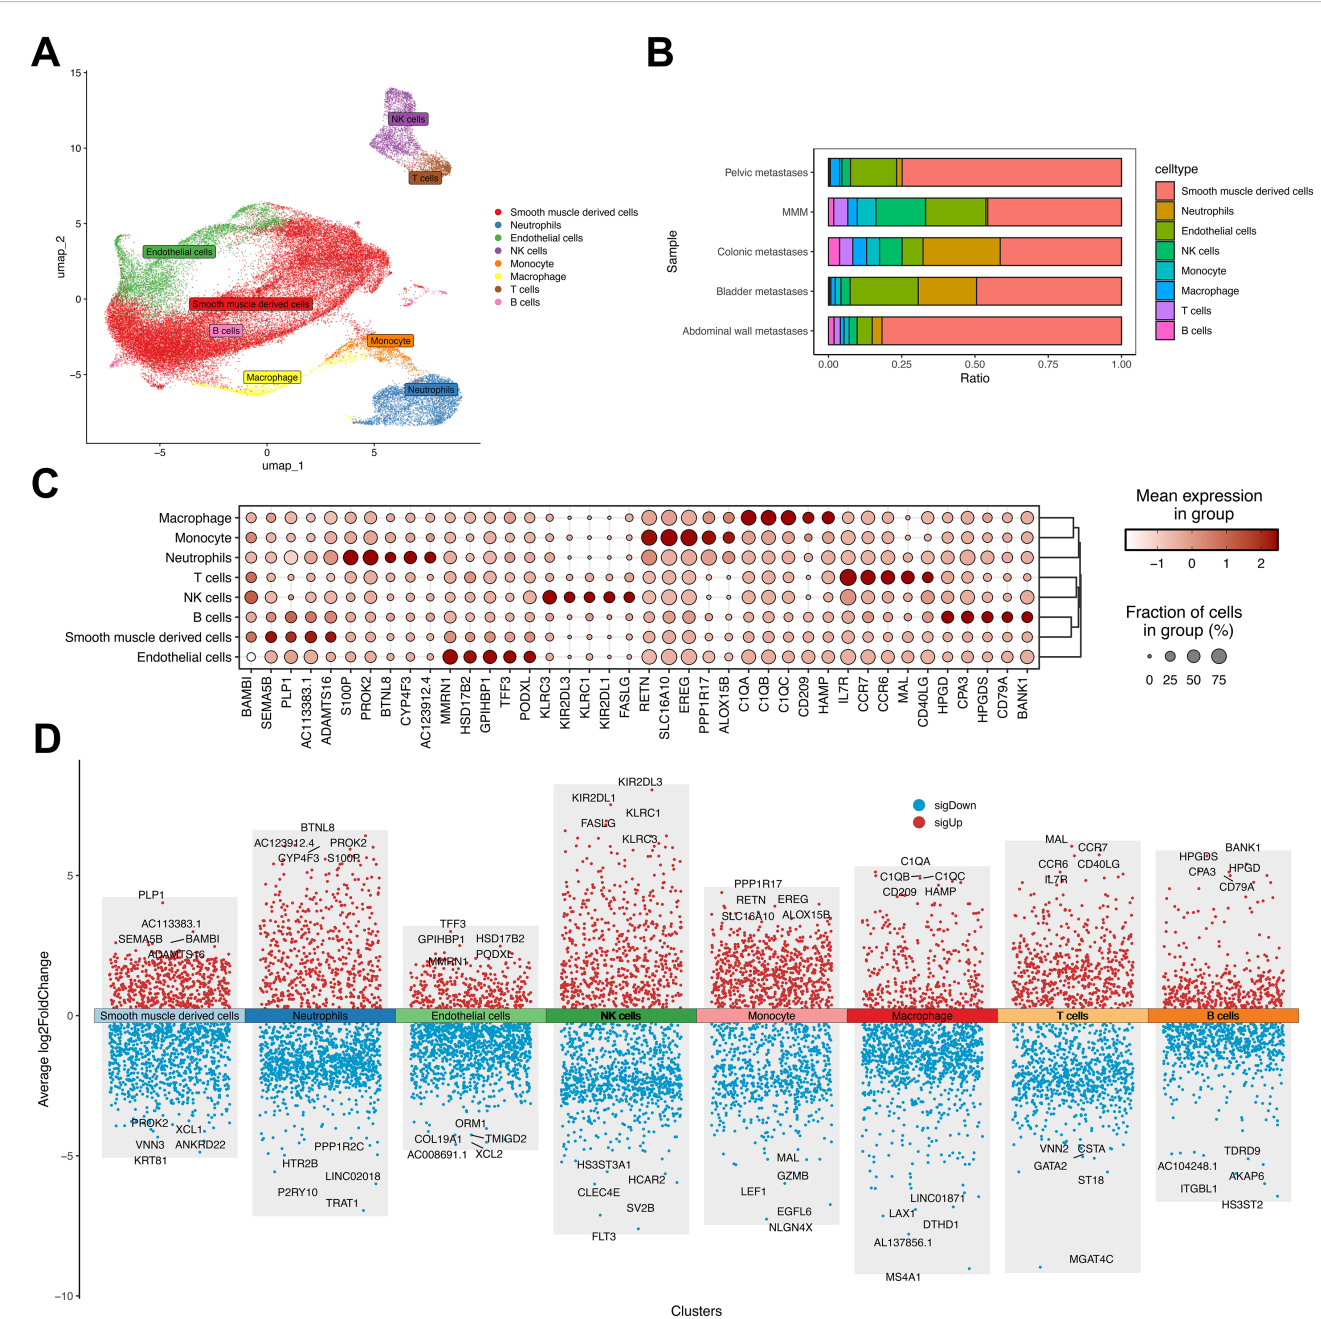 A
15
10
5
0
−5
umap_2
−5
0
5
umap_1
NK cells
T cells
Endothelial cells
Smooth muscle derived cells
B cells
Monocyte
Macrophage
Neutrophils
Smooth muscle derived cells
Neutrophils
Endothelial cells
NK cells
Monocyte
Macrophage
T cells
B cells
B
Sample
Pelvic metastases
MMM
Colonic metastases
Bladder metastases
Abdominal wall metastases
0.00
0.25
0.50
0.75
1.00
Ratio
celltype
Smooth muscle derived cells
Neutrophils
Endothelial cells
NK cells
Monocyte
Macrophage
T cells
B cells
C
Macrophage
Monocyte
Neutrophils
T cells
NK cells
B cells
Smooth muscle derived cells
Endothelial cells
BAMBI
SEMA5B
PLP1
AC113383.1
ADAMTS16
S100P
PROK2
BTNL8
CYP4F3
AC123912.4
MMRN1
HSD17B2
GPIHBP1
TFF3
PODXL
KLRC3
KIR2DL3
KLRC1
KIR2DL1
FASLG
RETN
SLC16A10
EREG
PPP1R17
ALOX15B
C1QA
C1QB
C1QC
CD209
HAMP
IL7R
CCR7
CCR6
MAL
CD40LG
HPGD
CPA3
HPGDS
CD79A
BANK1
Mean expression
in group
−1
0
1
2
Fraction of cells
in group (%)
0
25
50
75
D
Average log2FoldChange
5
0
−5
−10
sigDown
sigUp
PLP1
AC113383.1
SEMA5B
BAMBI
ADAMTS16
Smooth muscle derived cells
PROK2
XCL1
VNN3
ANKRD22
KRT81
BTNL8
AC123912.4
PROK2
CYP4F3
S100P
Neutrophils
PPP1R2C
HTR2B
LINC02018
P2RY10
TRAT1
TFF3
GPIHBP1
HSD17B2
PODXL
MMRN1
Endothelial cells
ORM1
COL19A1
TMIGD2
AC008691.1
XCL2
KIR2DL3
KIR2DL1
KLRC1
FASLG
KLRC3
NK cells
HS3ST3A1
HCAR2
CLEC4E
SV2B
FLT3
PPP1R17
RETN
EREG
SLC16A10
ALOX15B
Monocyte
MAL
GZMB
LEF1
EGFL6
NLGN4X
C1QA
C1QB
C1QC
CD209
HAMP
Macrophage
LINC01871
LAX1
DTHD1
AL137856.1
MS4A1
MAL
CCR7
CCR6
CD40LG
IL7R
T cells
VNN2
CSTA
GATA2
ST18
MGAT4C
BANK1
HPGDS
CPA3
HPGD
CD79A
B cells
TDRD9
AC104248.1
AKAP6
ITGBL1
HS3ST2
Clusters